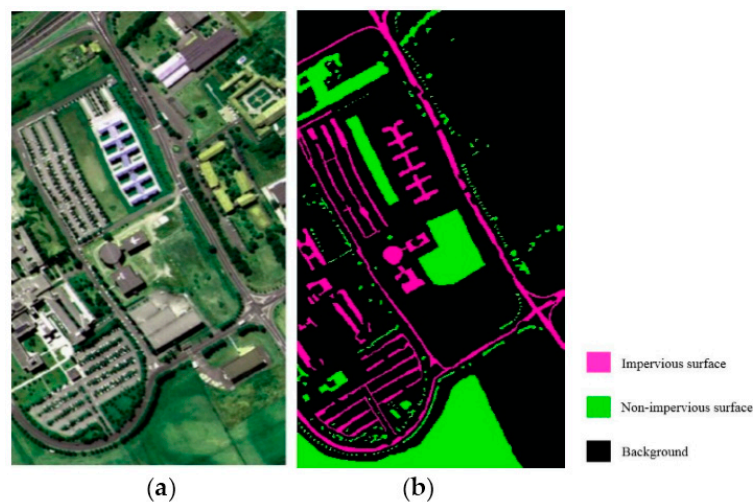 Impervious surface
Non-impervious surface
Background
(a)
(b)